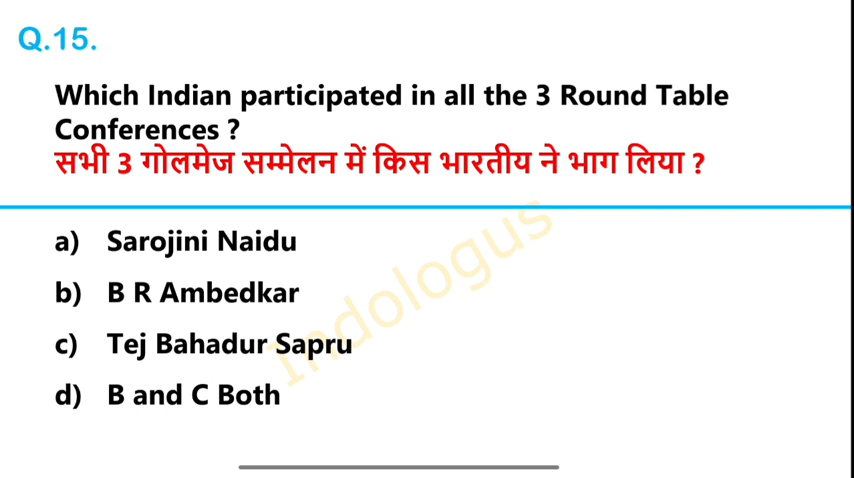 Q.15.
Which Indian participated in all the 3 Round Table
Conferences ?
सभी 3 गोलमेज सम्मेलन में किस भारतीय ने भाग लिया ?
a) Sarojini Naidu
b) B R Ambedkar
c) Tej Bahadur Sapru
d) B and C Both
Indologus